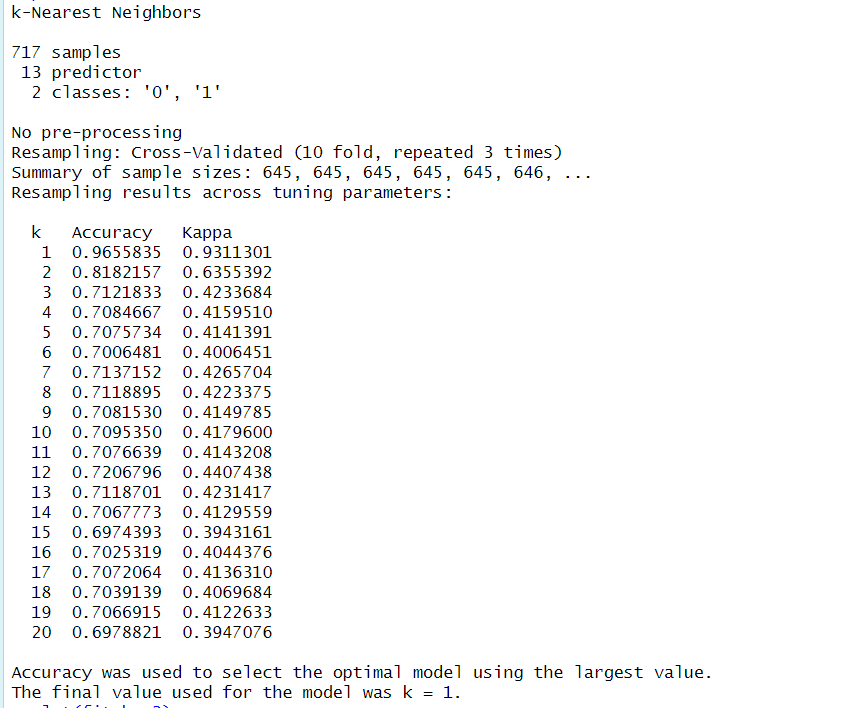 k-Nearest Neighbors
717 samples
13 predictor
2 classes: '0', '1'
No pre-processing
Resampling: Cross-Validated (10 fold, repeated 3 times)
Summary of sample sizes: 645, 645, 645, 645, 645, 646, ...
Resampling results across tuning parameters:
k Accuracy Kappa
1 0.9655835 0.9311301
2 0.8182157 0.6355392
3 0.7121833 0.4233684
4 0.7084667 0.4159510
5 0.7075734 0.4141391
6 0.7006481 0.4006451
7 0.7137152 0.4265704
8 0.7118895 0.4223375
9 0.7081530 0.4149785
10 0.7095350 0.4179600
11 0.7076639 0.4143208
12 0.7206796 0.4407438
13 0.7118701 0.4231417
14 0.7067773 0.4129559
15 0.6974393 0.3943161
16 0.7025319 0.4044376
17 0.7072064 0.4136310
18 0.7039139 0.4069684
19 0.7066915 0.4122633
20 0.6978821 0.3947076
Accuracy was used to select the optimal model using the largest value.
The final value used for the model was k = 1.